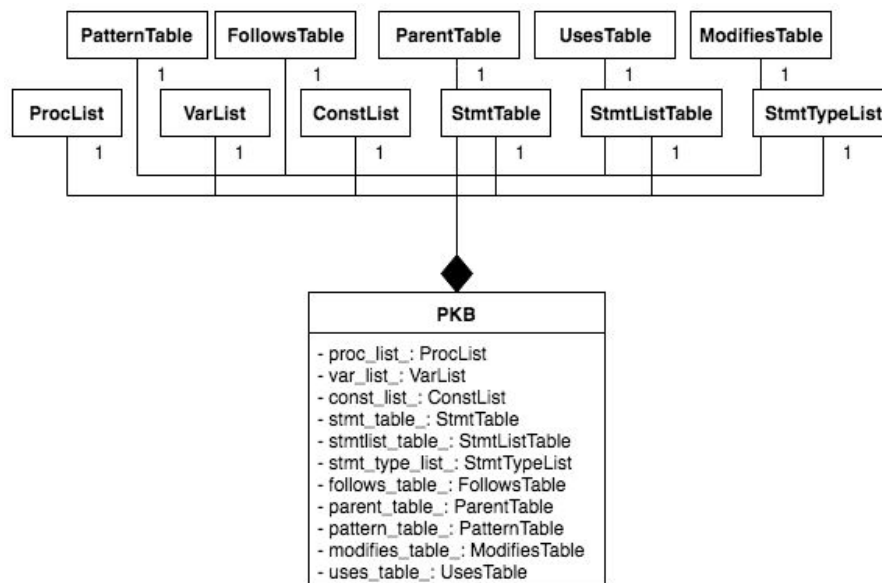 PatternTable FollowsTable ParentTable UsesTable ModifiesTable
1 1 1 1 1
ProcList VarList ConstList StmtTable StmtListTable StmtTypeList
1 1 1 1 1 1
PKB
- proc_list_: ProcList
- var_list_: VarList
- const_list_: ConstList
- stmt_table_: StmtTable
- stmtlist_table_: StmtListTable
- stmt_type_list_: StmtTypeList
- follows_table_: FollowsTable
- parent_table_: ParentTable
- pattern_table_: PatternTable
- modifies_table_: ModifiesTable
- uses_table_: UsesTable